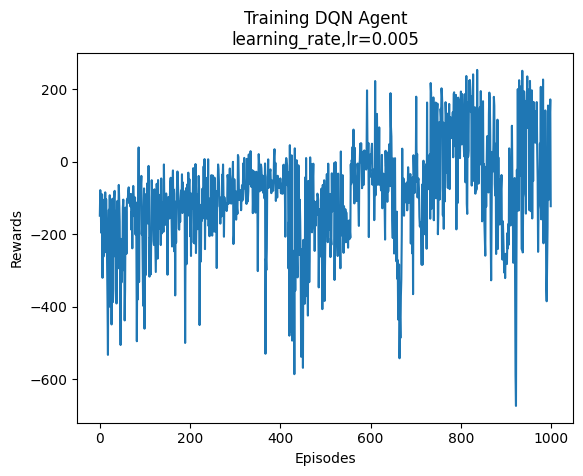 Training DQN Agent
learning_rate,lr=0.005
Rewards
200
0
−200
−400
−600
0 200 400 600 800 1000
Episodes